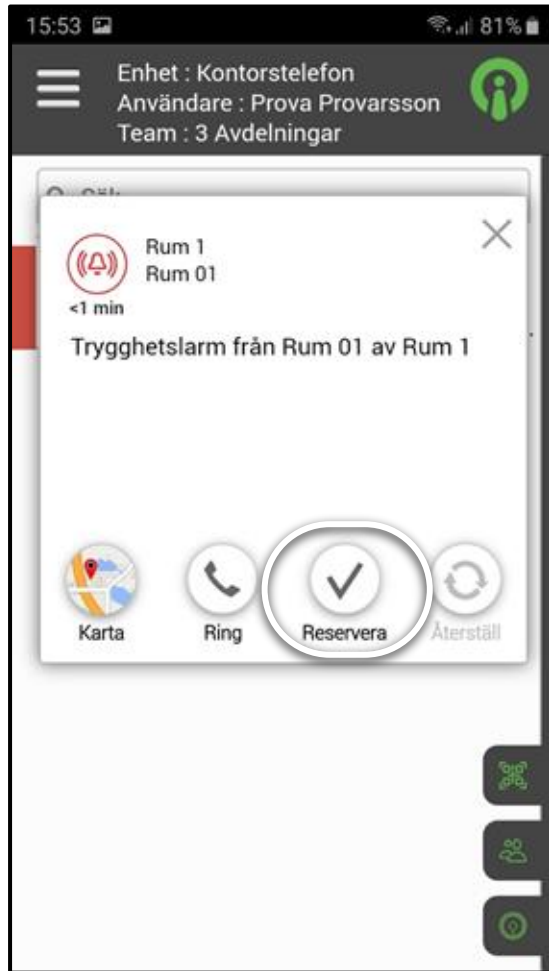 15:53 81%
Enhet : Kontorstelefon
Användare : Prova Provarsson
Team : 3 Avdelningar
Rum 1
Rum 01
<1 min
Trygghetslarm från Rum 01 av Rum 1
Karta Ring Reservera Återställ